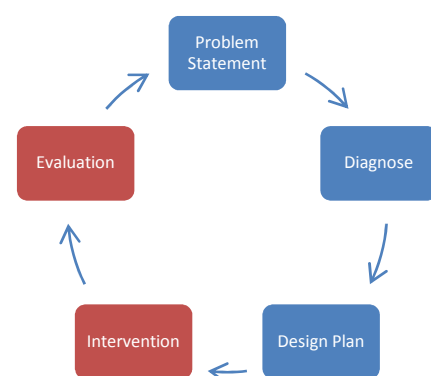 Problem
Statement
Diagnose
Design Plan
Intervention
Evaluation